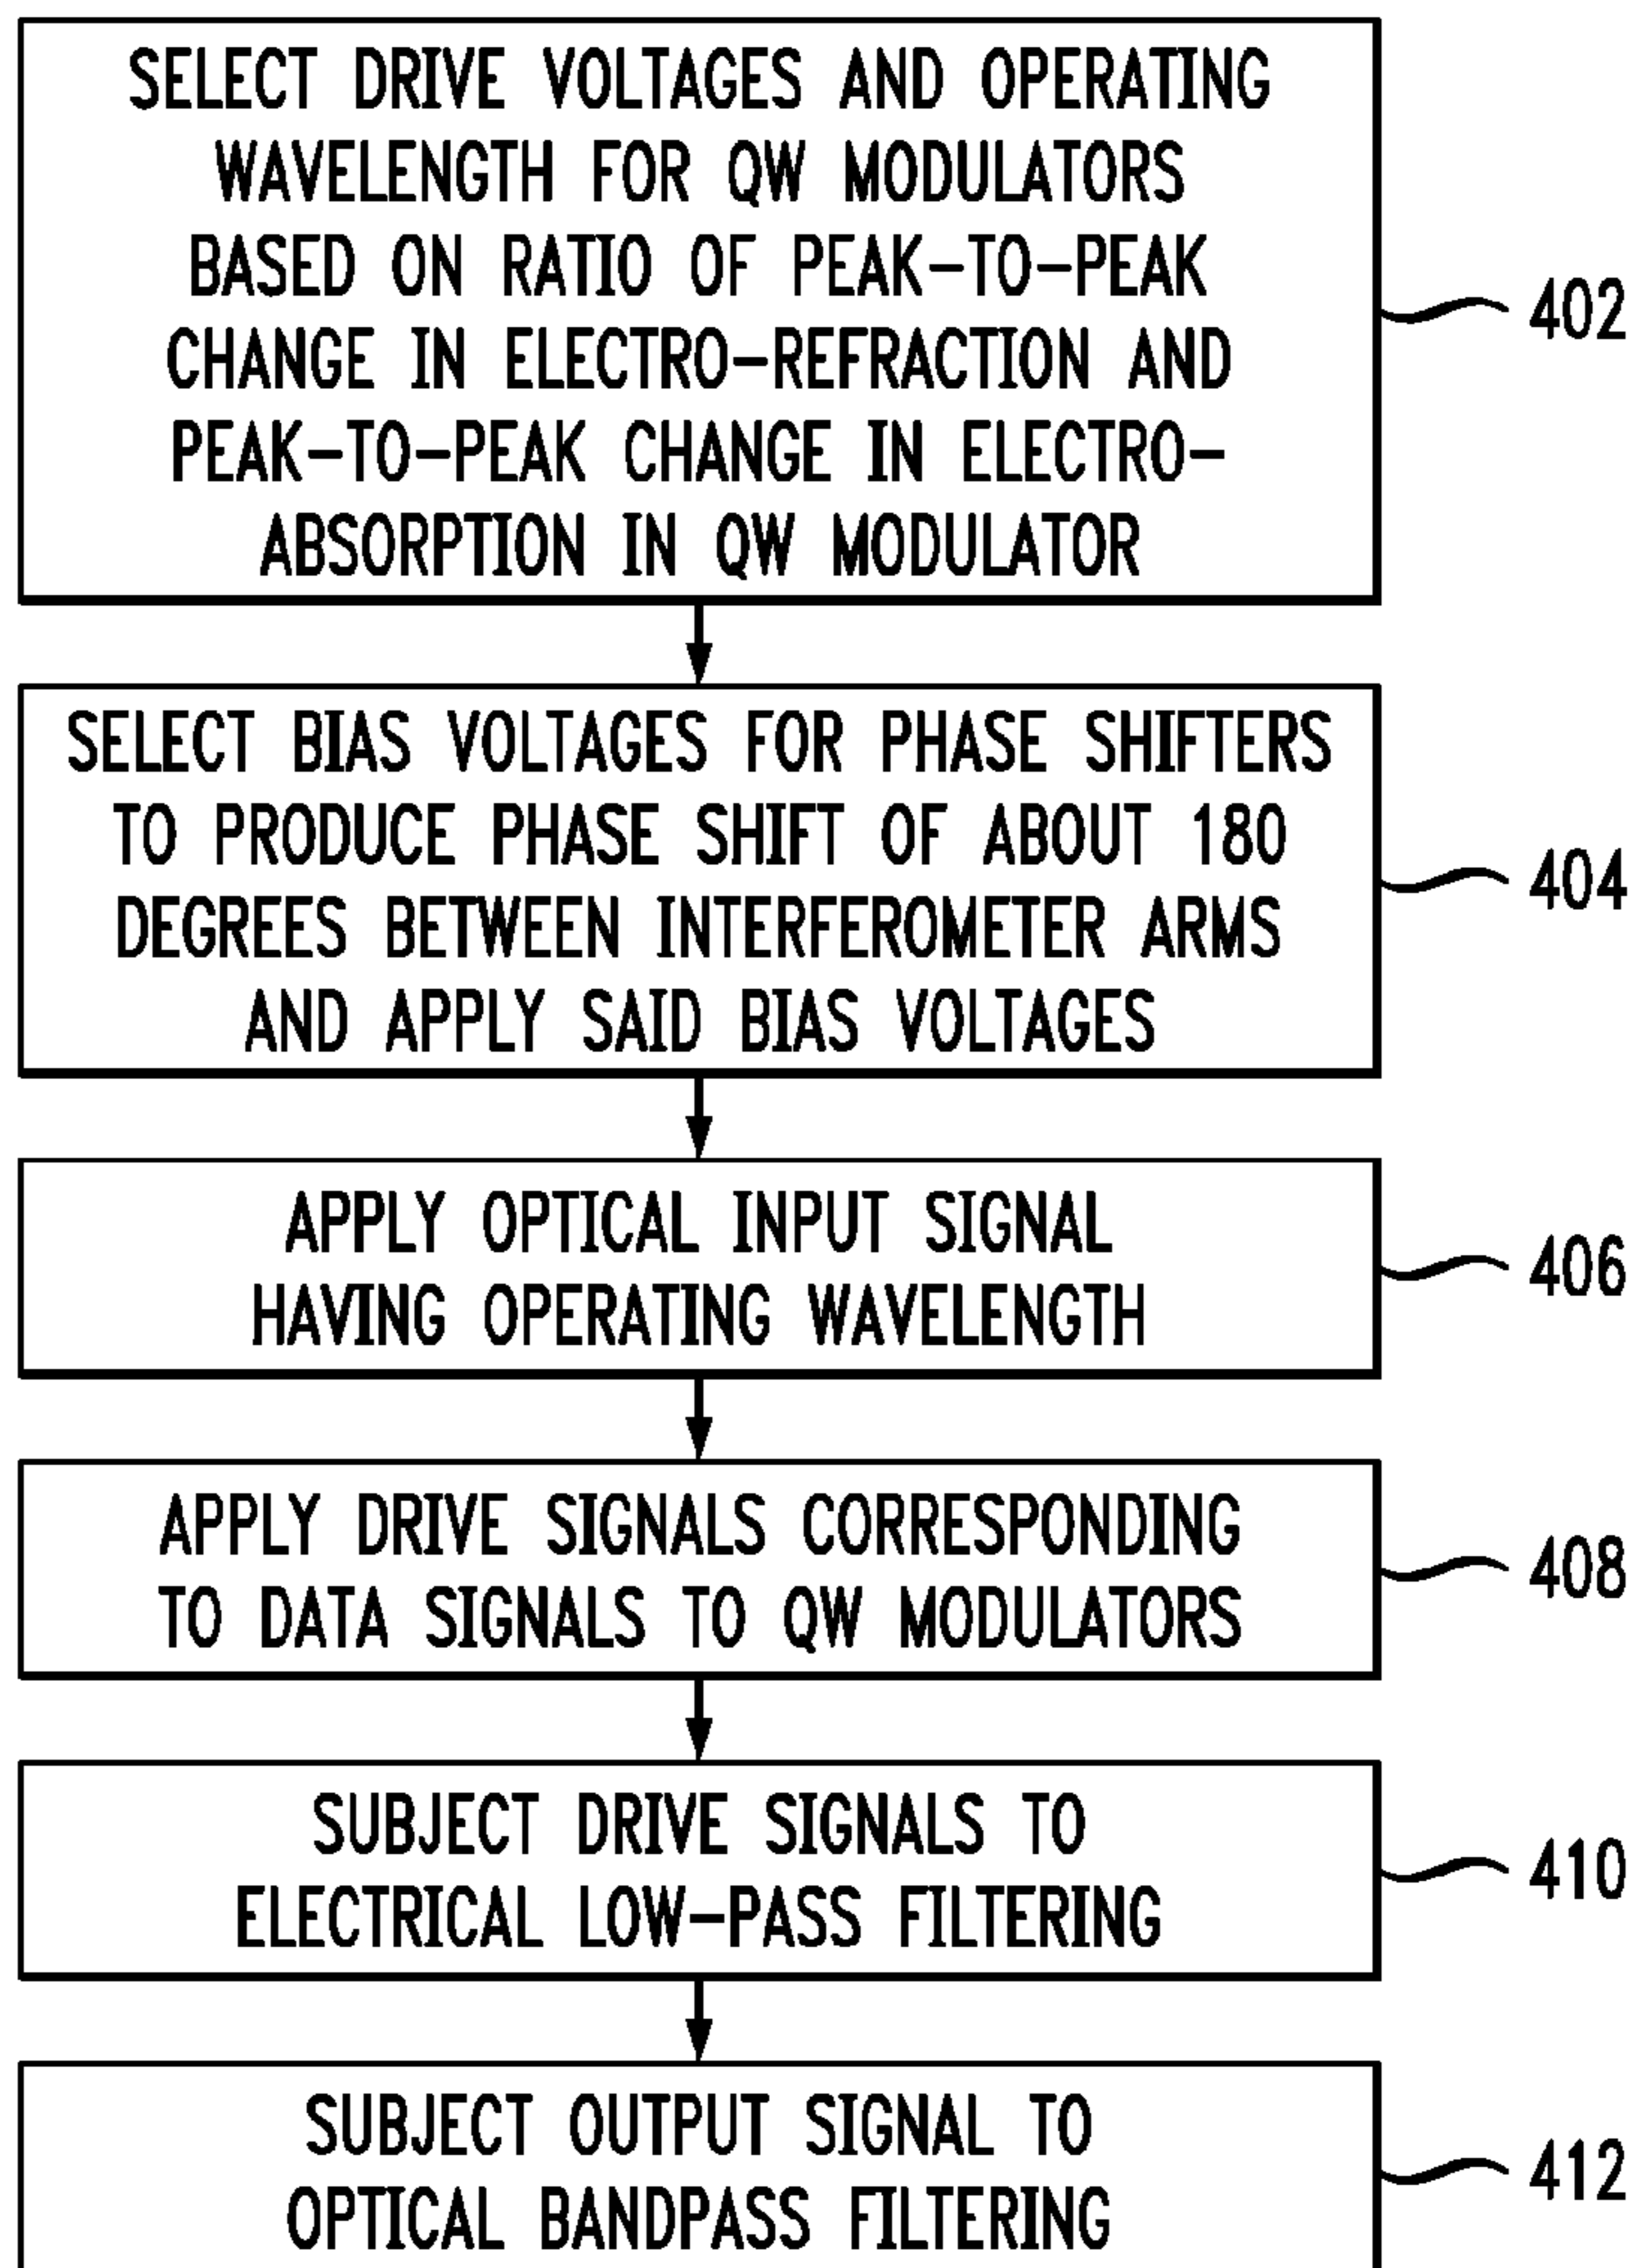 SELECT DRIVE VOLTAGES AND OPERATING
WAVELENGTH FOR QW MODULATORS
BASED ON RATIO OF PEAK-TO-PEAK
CHANGE IN ELECTRO-REFRACTION AND
PEAK-TO-PEAK CHANGE IN ELECTRO-
ABSORPTION IN QW MODULATOR
402
SELECT BIAS VOLTAGES FOR PHASE SHIFTERS
TO PRODUCE PHASE SHIFT OF ABOUT 180
DEGREES BETWEEN INTERFEROMETER ARMS
AND APPLY SAID BIAS VOLTAGES
404
APPLY OPTICAL INPUT SIGNAL
HAVING OPERATING WAVELENGTH
406
APPLY DRIVE SIGNALS CORRESPONDING
TO DATA SIGNALS TO QW MODULATORS
408
SUBJECT DRIVE SIGNALS TO
ELECTRICAL LOW-PASS FILTERING
410
SUBJECT OUTPUT SIGNAL TO
OPTICAL BANDPASS FILTERING
412